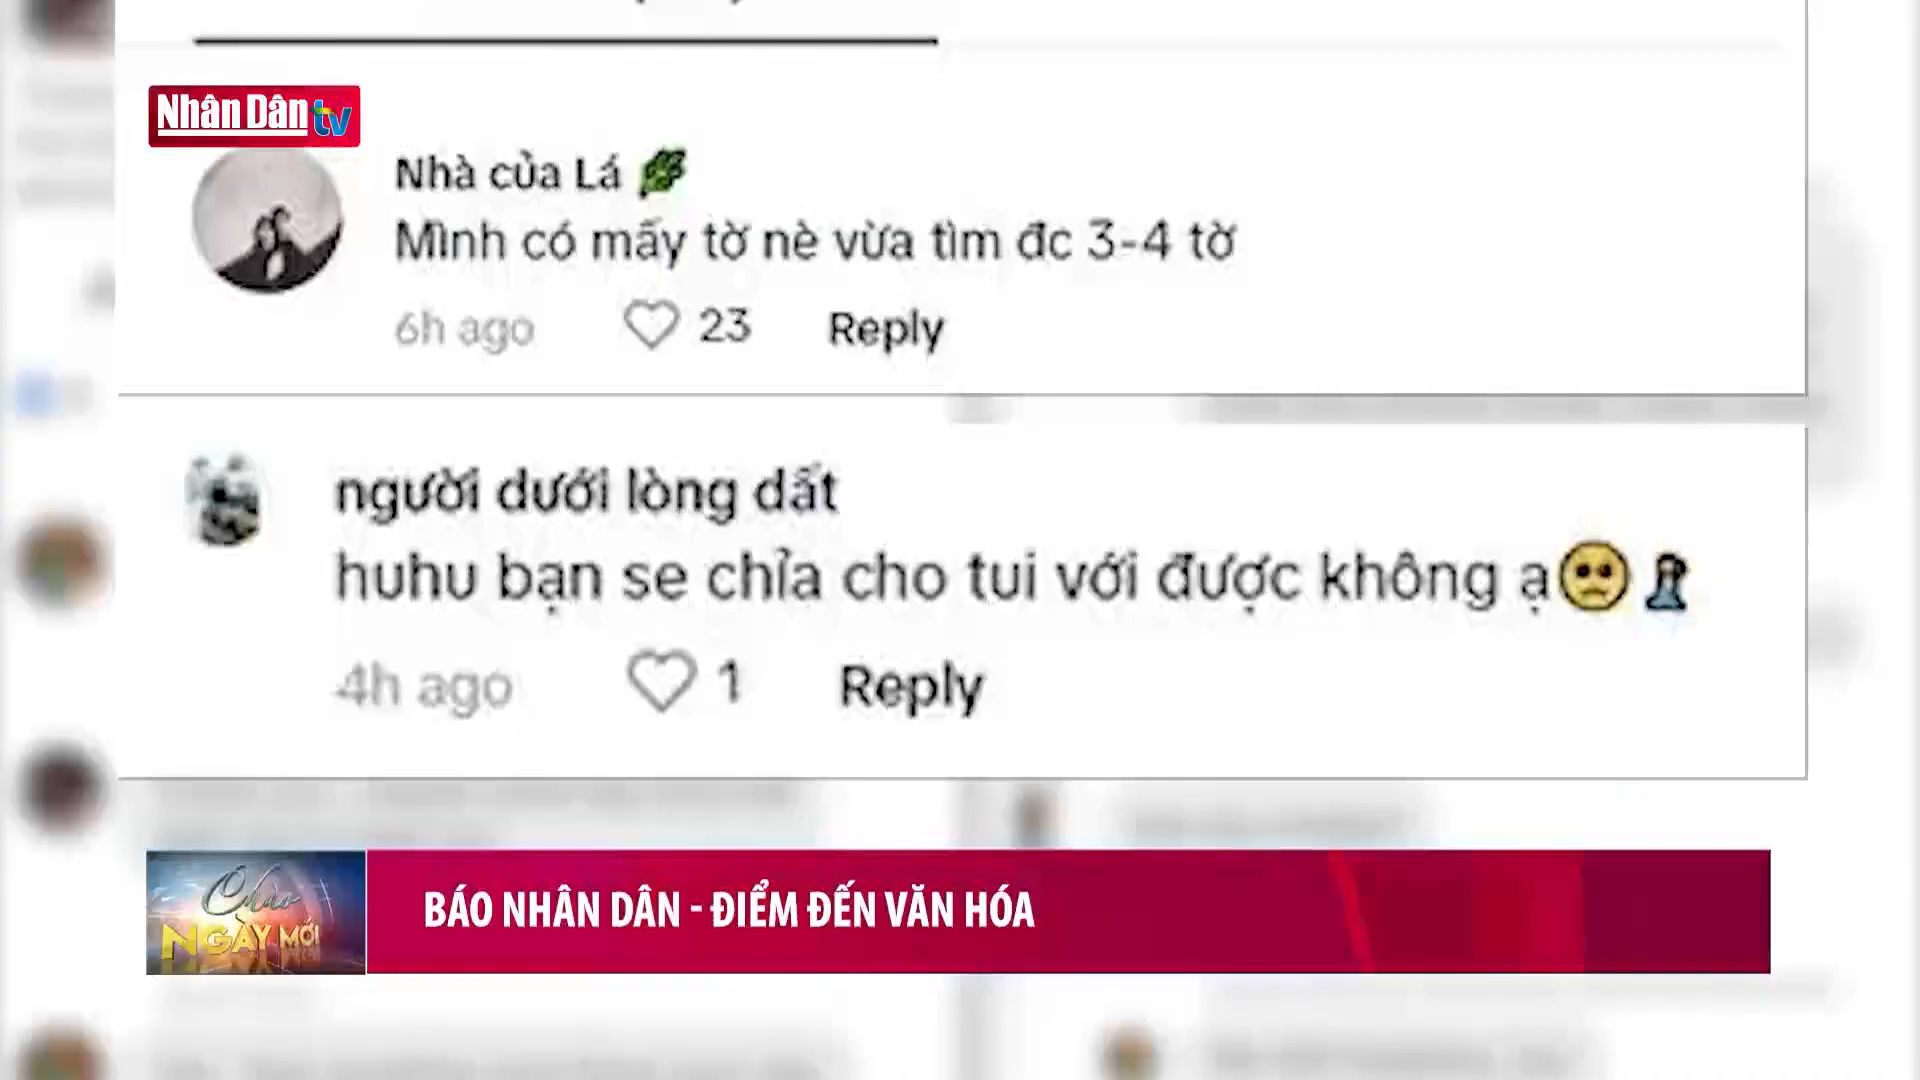 Nhân Dân tv
Nhà của Lá
Mình có mấy tờ nè vừa tìm đc 3-4 tờ
6h ago 23 Reply
người dưới lòng dất
huhu bạn se chỉa cho tui với được không ạ
4h ago 1 Reply
Chào
NGÀY MỚI
BÁO NHÂN DÂN - ĐIỂM ĐẾN VĂN HÓA